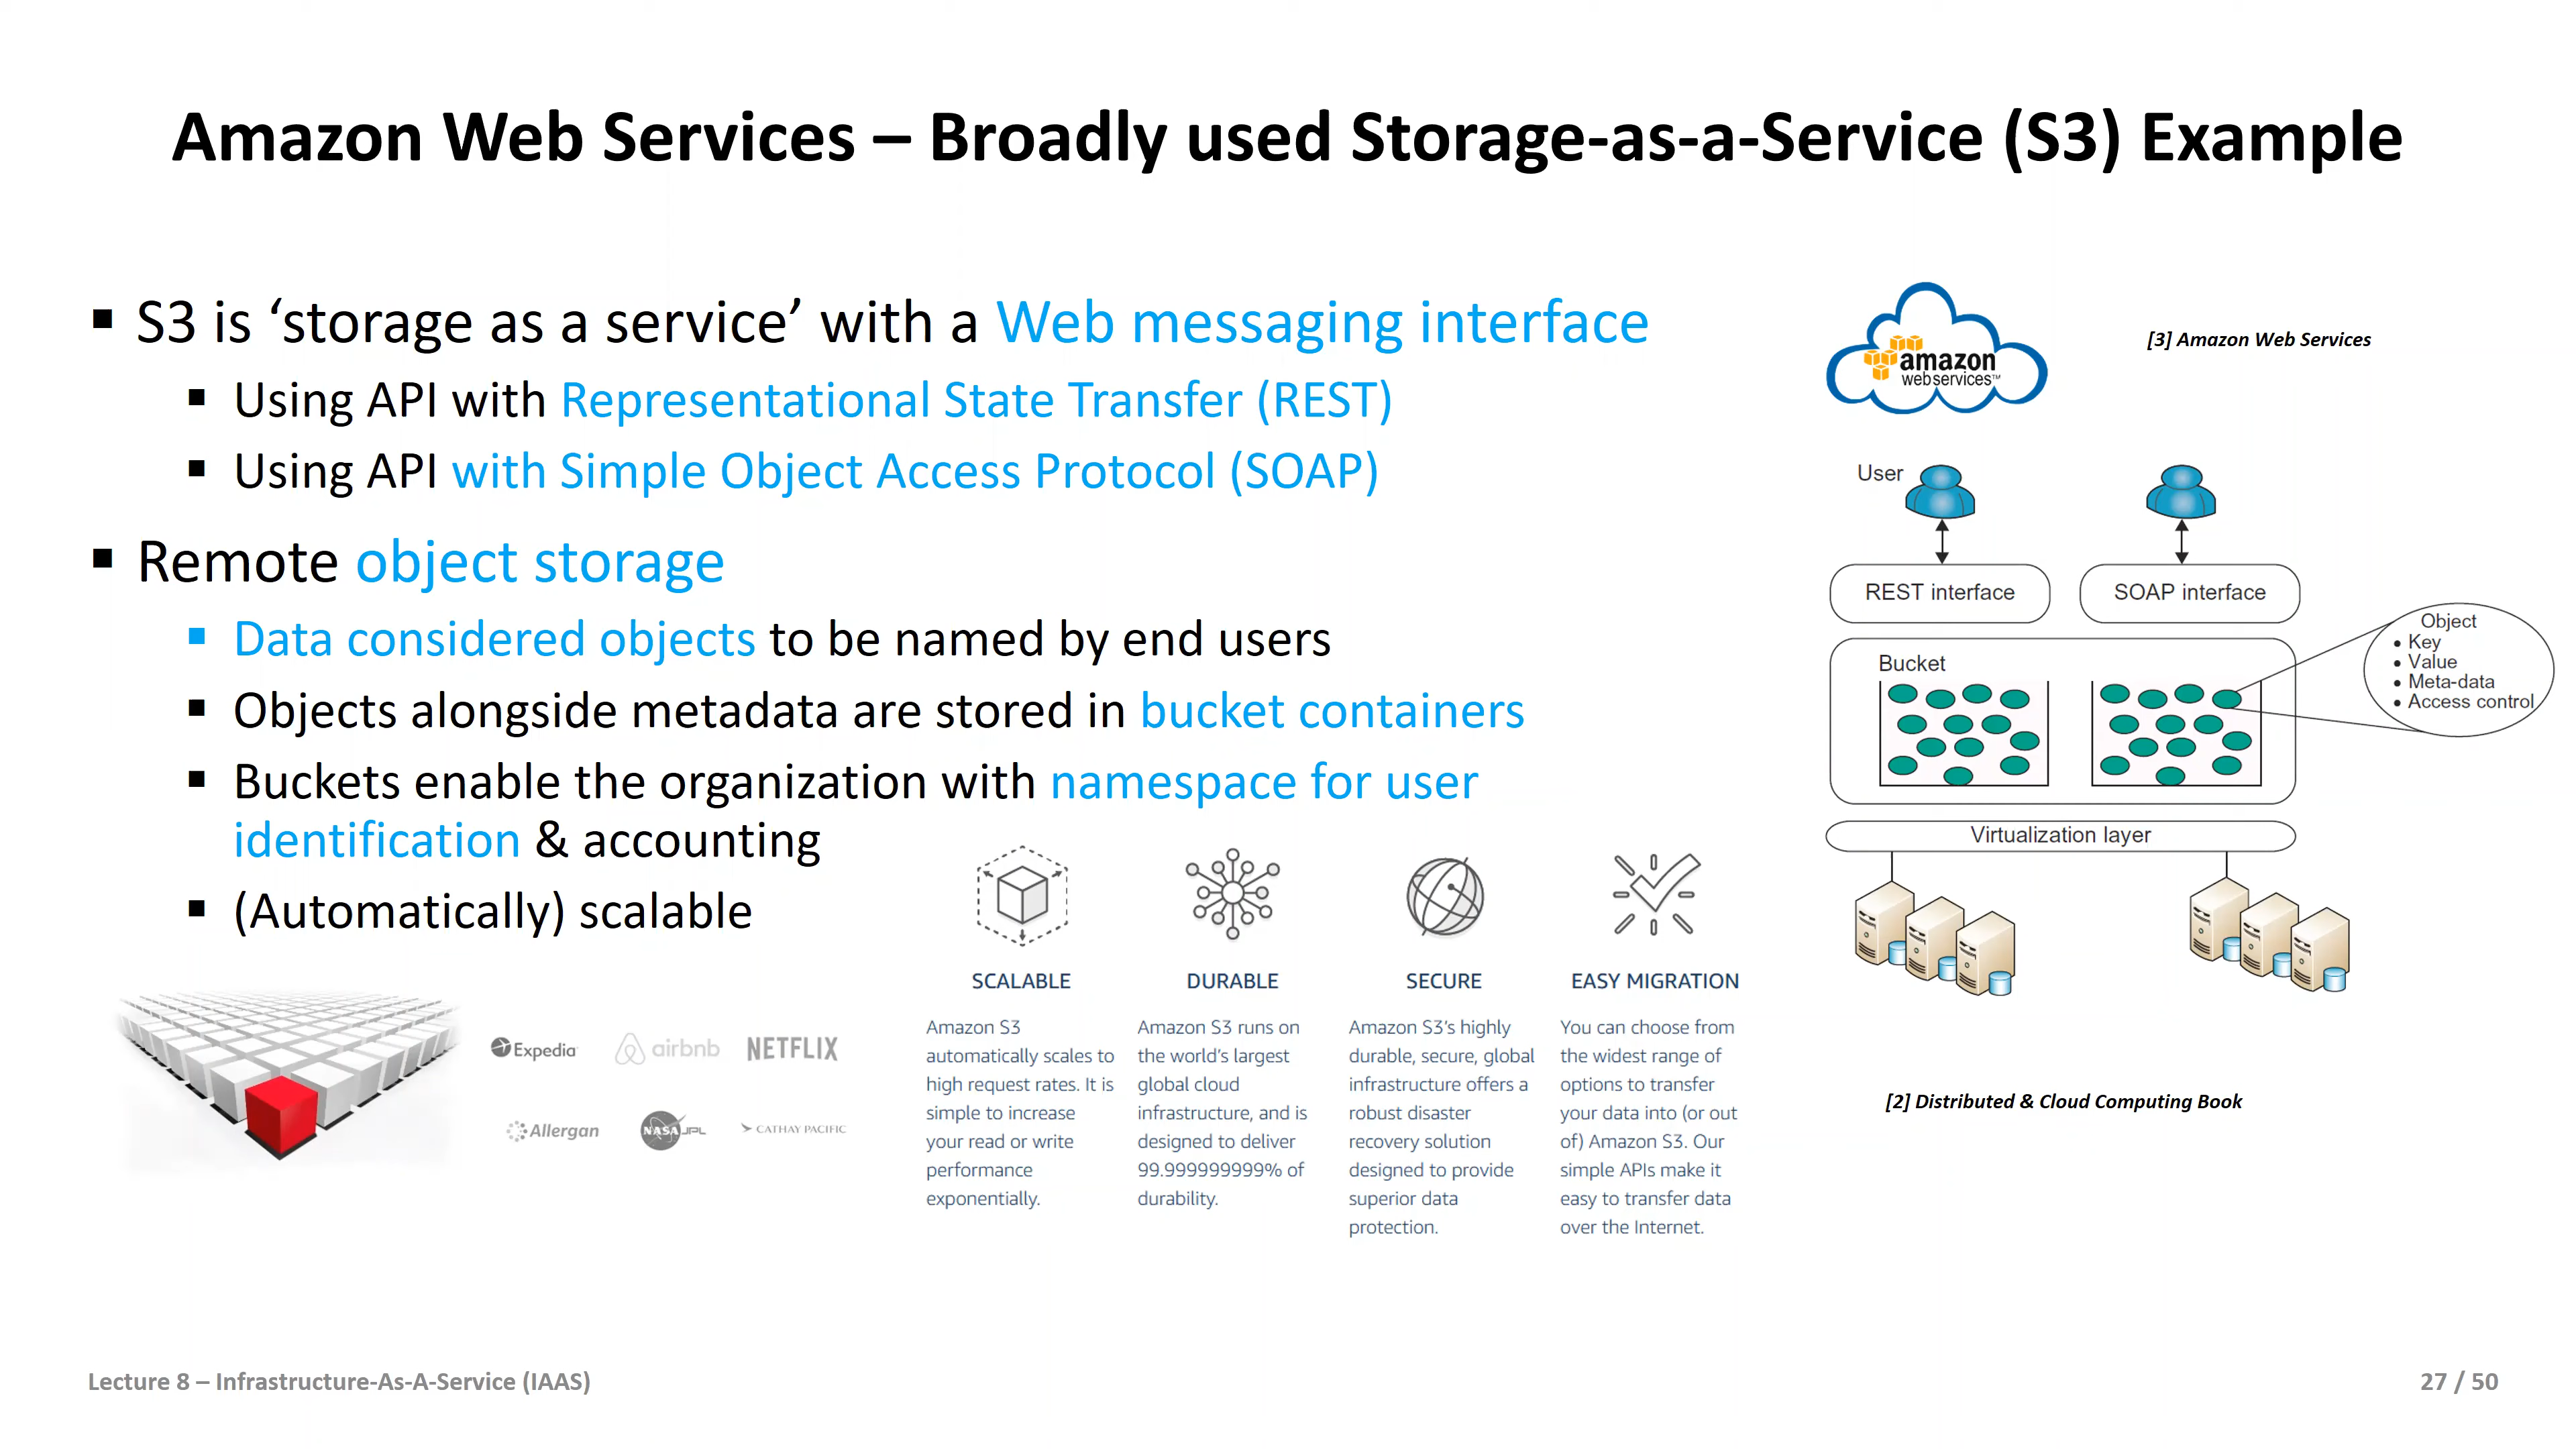 Amazon Web Services – Broadly used Storage-as-a-Service (S3) Example
▪ S3 is ‘storage as a service’ with a Web messaging interface
▪ Using API with Representational State Transfer (REST)
▪ Using API with Simple Object Access Protocol (SOAP)
▪ Remote object storage
▪ Data considered objects to be named by end users
▪ Objects alongside metadata are stored in bucket containers
▪ Buckets enable the organization with namespace for user
identification & accounting
▪ (Automatically) scalable
Expedia
airbnb
NETFLIX
Allergan
NASA JPL
CATHAY PACIFIC
SCALABLE
Amazon S3
automatically scales to
high request rates. It is
simple to increase
your read or write
performance
exponentially.
DURABLE
Amazon S3 runs on
the world’s largest
global cloud
infrastructure, and is
designed to deliver
99.999999999% of
durability.
SECURE
Amazon S3’s highly
durable, secure, global
infrastructure offers a
robust disaster
recovery solution
designed to provide
superior data
protection.
EASY MIGRATION
You can choose from
the widest range of
options to transfer
your data into (or out
of) Amazon S3. Our
simple APIs make it
easy to transfer data
over the Internet.
amazon
webservices™
[3] Amazon Web Services
User
REST interface
SOAP interface
Bucket
Object
• Key
• Value
• Meta-data
• Access control
Virtualization layer
[2] Distributed & Cloud Computing Book
Lecture 8 – Infrastructure-As-A-Service (IAAS)
27 / 50